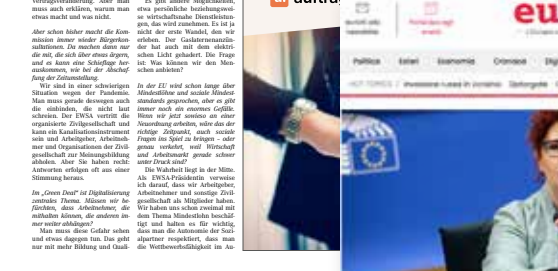 Vertragsveränderung. Aber man
muss auch erklären, warum man
etwas macht und was nicht.
Aber schon bisher macht die Kom-
mission immer wieder Bürgerkon-
sultationen. Da machen dann nur
die mit, die sich über etwas ärgern,
und es kann eine Schieflage her-
auskommen, wie bei der Abschaf-
fung der Zeitumstellung.
Wir sind in einer schwierigen
Situation wegen der Pandemie.
Man muss gerade deswegen auch
die einbinden, die nicht laut
schreien. Der EWSA vertritt die
organisierte Zivilgesellschaft und
kann ein Kanalisationsinstrument
sein und Arbeitgeber, Arbeitneh-
mer und Organisationen der Zivil-
gesellschaft zur Meinungsbildung
abholen. Aber Sie haben recht:
Antworten erfolgen oft aus einer
Stimmung heraus.
Im „Green Deal“ ist Digitalisierung
zentrales Thema. Müssen wir be-
fürchten, dass Arbeitnehmer, die
mithalten können, die anderen im-
mer weiter abhängen?
Man muss diese Gefahr sehen
und etwas dagegen tun. Das geht
nur mit mehr Bildung und Quali-
Es gibt andere Möglichkeiten,
etwa persönliche beziehungswei-
se wirtschaftsnahe Dienstleistun-
gen, das wird zunehmen. Es ist ja
nicht der erste Wandel, den wir
erleben. Der Gaslaternenanzün-
der hat auch mit dem elektri-
schen Licht gehadert. Die Frage
ist: Was können wir den Men-
schen anbieten?
In der EU wird schon lange über
Mindestlöhne und soziale Mindest-
standards gesprochen, aber es gibt
immer noch ein enormes Gefälle.
Wenn wir jetzt sowieso an einer
Neuordnung arbeiten, wäre das der
richtige Zeitpunkt, auch soziale
Fragen ins Spiel zu bringen – oder
genau verkehrt, weil Wirtschaft
und Arbeitsmarkt gerade schwer
unter Druck sind?
Die Wahrheit liegt in der Mitte.
Als EWSA-Präsidentin verweise
ich darauf, dass wir Arbeitgeber,
Arbeitnehmer und sonstige Zivil-
gesellschaft als Mitglieder haben.
Wir haben uns schon zweimal mit
dem Thema Mindestlohn beschäf-
tigt und halten es für wichtig,
dass man die Autonomie der Sozi-
alpartner respektiert, dass man
die Wettbewerbsfähigkeit im Au-
eu
Politica
Esteri
Economia
Cronaca